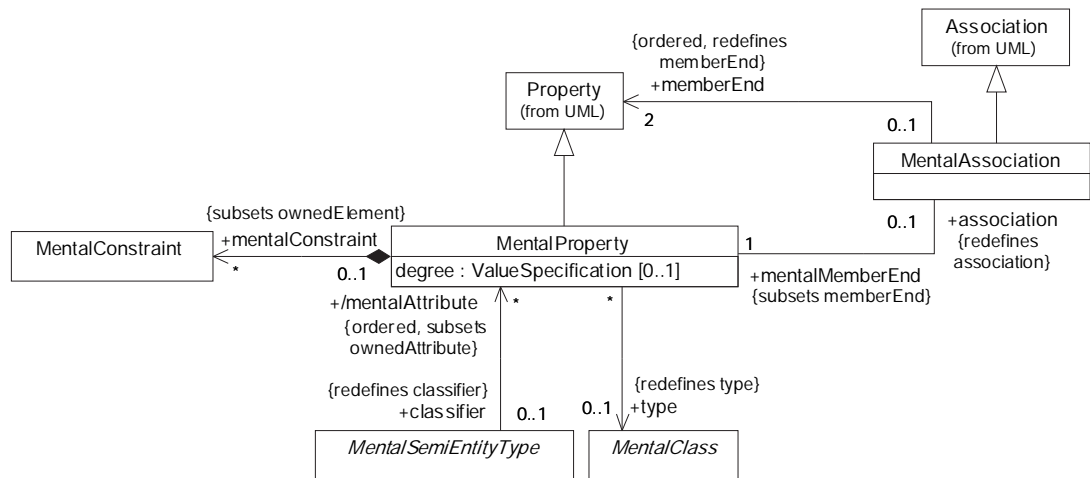 Association
(from UML)
{ordered, redefines
memberEnd}
+memberEnd
Property
(from UML)
2
0..1
MentalAssociation
{subsets ownedElement}
+mentalConstraint
MentalConstraint
*
0..1
MentalProperty
degree : ValueSpecification [0..1]
1
+mentalMemberEnd
{subsets memberEnd}
0..1
+association
{redefines
association}
+/mentalAttribute
*
*
{ordered, subsets
ownedAttribute}
{redefines classifier}
+classifier
0..1
{redefines type}
0..1
+type
MentalSemiEntityType
MentalClass